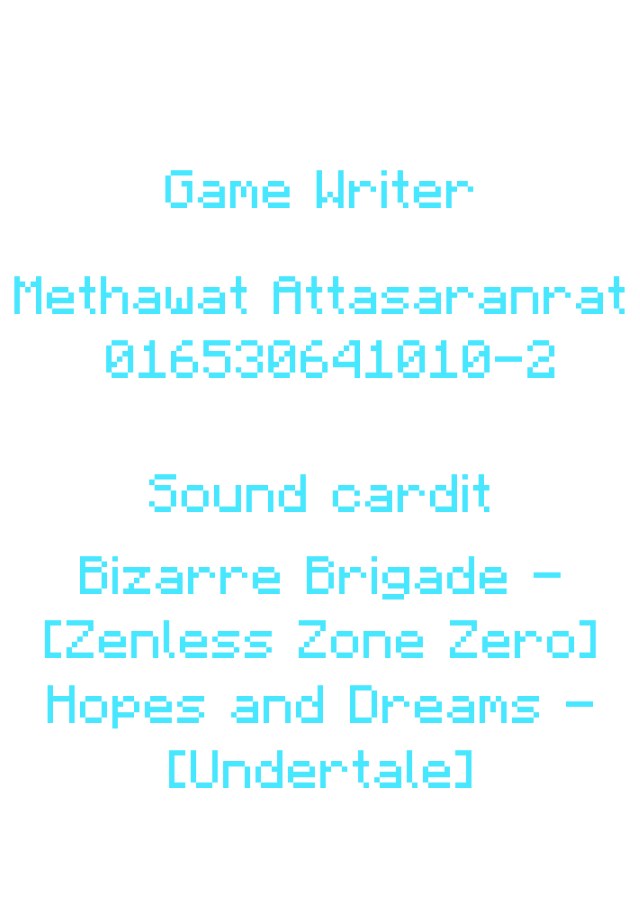 Game Writer
Methawat Attasaranrat
016530641010-2
Sound cardit
Bizarre Brigade -
[Zenless Zone Zero]
Hopes and Dreams -
[Undertale]